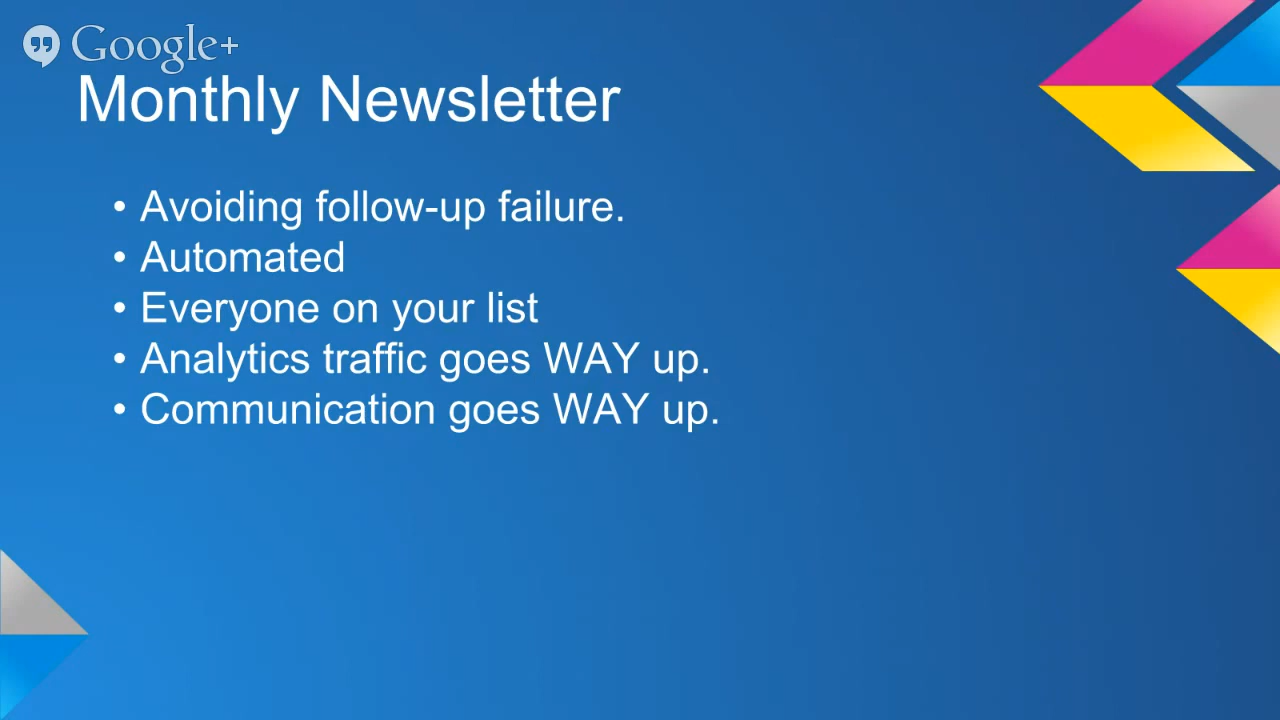 Google+
Monthly Newsletter
• Avoiding follow-up failure.
• Automated
• Everyone on your list
• Analytics traffic goes WAY up.
• Communication goes WAY up.